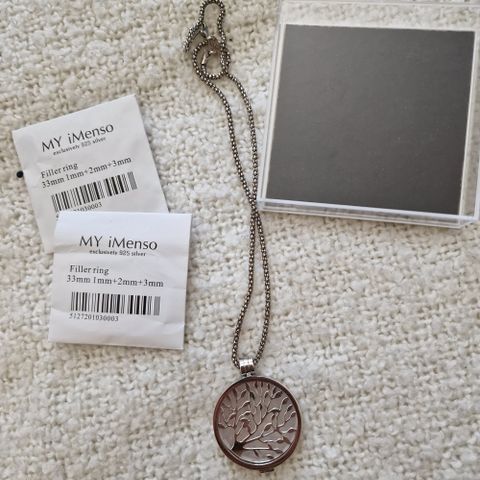 MY iMenso
exclusively 925 silver
Filler ring
33mm 1mm+2mm+3mm
MY iMenso
exclusively 925 silver
Filler ring
33mm 1mm+2mm+3mm
5127201030003